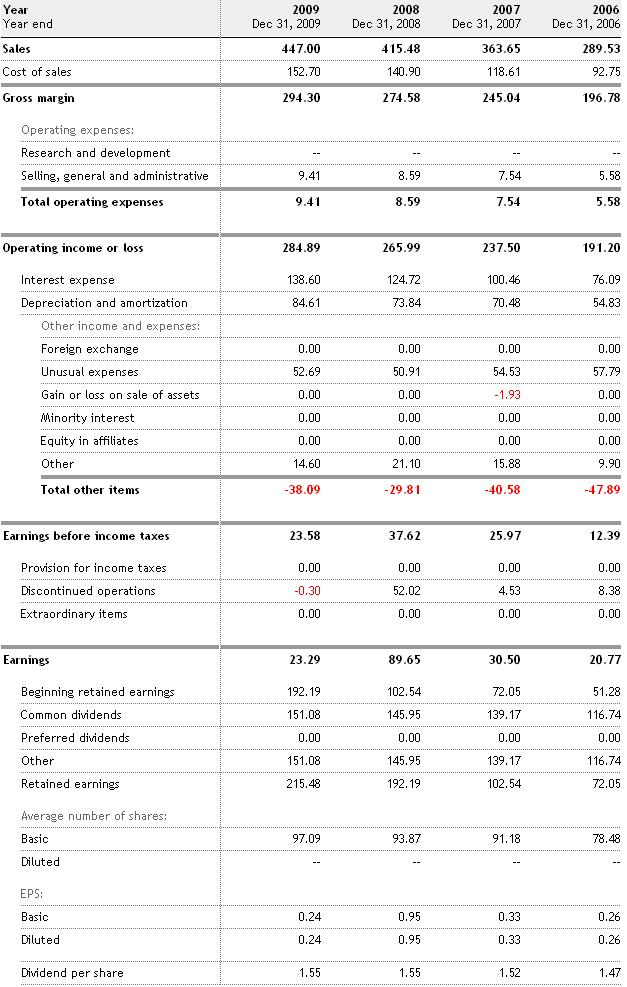 Year 2009 2008 2007 2006
Year end Dec 31, 2009 Dec 31, 2008 Dec 31, 2007 Dec 31, 2006
Sales 447.00 415.48 363.65 289.53
Cost of sales 152.70 140.90 118.61 92.75
Gross margin 294.30 274.58 245.04 196.78
Operating expenses:
Research and development -- -- -- --
Selling, general and administrative 9.41 8.59 7.54 5.58
Total operating expenses 9.41 8.59 7.54 5.58
Operating income or loss 284.89 265.99 237.50 191.20
Interest expense 138.60 124.72 100.46 76.09
Depreciation and amortization 84.61 73.84 70.48 54.83
Other income and expenses:
Foreign exchange 0.00 0.00 0.00 0.00
Unusual expenses 52.69 50.91 54.53 57.79
Gain or loss on sale of assets 0.00 0.00 -1.93 0.00
Minority interest 0.00 0.00 0.00 0.00
Equity in affiliates 0.00 0.00 0.00 0.00
Other 14.60 21.10 15.88 9.90
Total other items -38.09 -29.81 -40.58 -47.89
Earnings before income taxes 23.58 37.62 25.97 12.39
Provision for income taxes 0.00 0.00 0.00 0.00
Discontinued operations -0.30 52.02 4.53 8.38
Extraordinary items 0.00 0.00 0.00 0.00
Earnings 23.29 89.65 30.50 20.77
Beginning retained earnings 192.19 102.54 72.05 51.28
Common dividends 151.08 145.95 139.17 116.74
Preferred dividends 0.00 0.00 0.00 0.00
Other 151.08 145.95 139.17 116.74
Retained earnings 215.48 192.19 102.54 72.05
Average number of shares:
Basic 97.09 93.87 91.18 78.48
Diluted -- -- -- --
EPS:
Basic 0.24 0.95 0.33 0.26
Diluted 0.24 0.95 0.33 0.26
Dividend per share 1.55 1.55 1.52 1.47